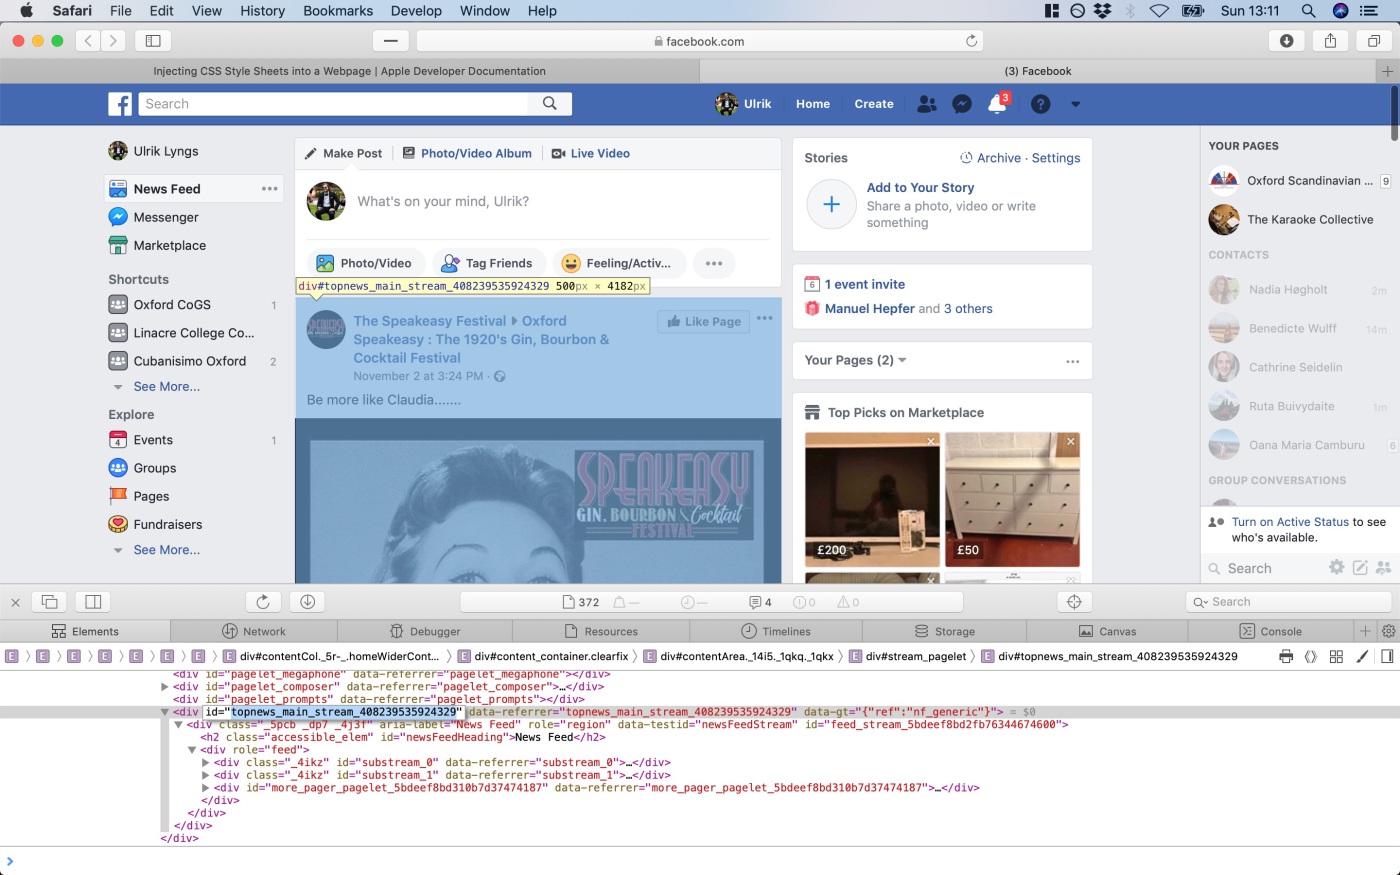 Safari File Edit View History Bookmarks Develop Window Help
Sun 13:11
facebook.com
Injecting CSS Style Sheets into a Webpage | Apple Developer Documentation
(3) Facebook
Search
Ulrik Home Create
3
Ulrik Lyngs
News Feed
Messenger
Marketplace
Shortcuts
Oxford CoGS 1
Linacre College Co...
Cubanisimo Oxford 2
See More...
Explore
4 Events 1
Groups
Pages
Fundraisers
See More...
Make Post
Photo/Video Album
Live Video
What's on your mind, Ulrik?
Photo/Video
Tag Friends
Feeling/Activ...
div#topnews_main_stream_408239535924329 500px × 4182px
The Speakeasy Festival ▸ Oxford
Speakeasy : The 1920's Gin, Bourbon &
Cocktail Festival
Like Page
November 2 at 3:24 PM ·
Be more like Claudia.......
SPEAKEASY
GIN, BOURBON & Cocktail
FESTIVAL
Stories
Archive · Settings
Add to Your Story
Share a photo, video or write
something
6 1 event invite
Manuel Hepfer and 3 others
Your Pages (2)
Top Picks on Marketplace
£200
£50
YOUR PAGES
Oxford Scandinavian ... 9
The Karaoke Collective
CONTACTS
Nadia Høgholt 2m
Benedicte Wulff 14m
Cathrine Seidelin
Ruta Buivydaite 1m
Oana Maria Camburu 6
GROUP CONVERSATIONS
Turn on Active Status to see
who's available.
Search
372 — — 4 0 0
Search
Elements Network Debugger Resources Timelines Storage Canvas Console
E E E E E E E E div#contentCol._5r-_.homeWiderCont... E div#content_container.clearfix E div#contentArea._14i5._1qkq._1qkx E div#stream_pagelet E div#topnews_main_stream_408239535924329
<div id="pagelet_megaphone" data-referrer="pagelet_megaphone"></div>
<div id="pagelet_composer" data-referrer="pagelet_composer">…</div>
<div id="pagelet_prompts" data-referrer="pagelet_prompts"></div>
<div id="topnews_main_stream_408239535924329" data-referrer="topnews_main_stream_408239535924329" data-gt="{"ref":"nf_generic"}"> = $0
<div class="_5pcb _dp7 _4j3f" aria-label="News Feed" role="region" data-testid="newsFeedStream" id="feed_stream_5bdeef8bd2fb76344674600">
<h2 class="accessible_elem" id="newsFeedHeading">News Feed</h2>
<div role="feed">
<div class="_4ikz" id="substream_0" data-referrer="substream_0">…</div>
<div class="_4ikz" id="substream_1" data-referrer="substream_1">…</div>
<div id="more_pager_pagelet_5bdeef8bd310b7d37474187" data-referrer="more_pager_pagelet_5bdeef8bd310b7d37474187">…</div>
</div>
</div>
</div>
</div>